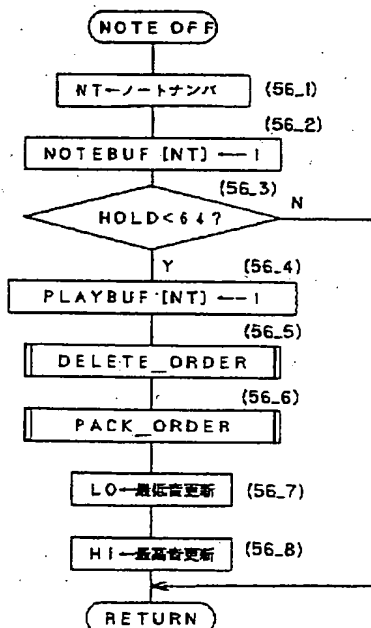 NOTE OFF
NT←ノートナンバ (56_1)
(56_2)
NOTEBUF [NT] ← 1
(56_3)
HOLD<64? N
Y (56_4)
PLAYBUF [NT] ← 1
(56_5)
DELETE_ORDER
(56_6)
PACK_ORDER
LO←最低音更新 (56_7)
HI←最高音更新 (56_8)
RETURN